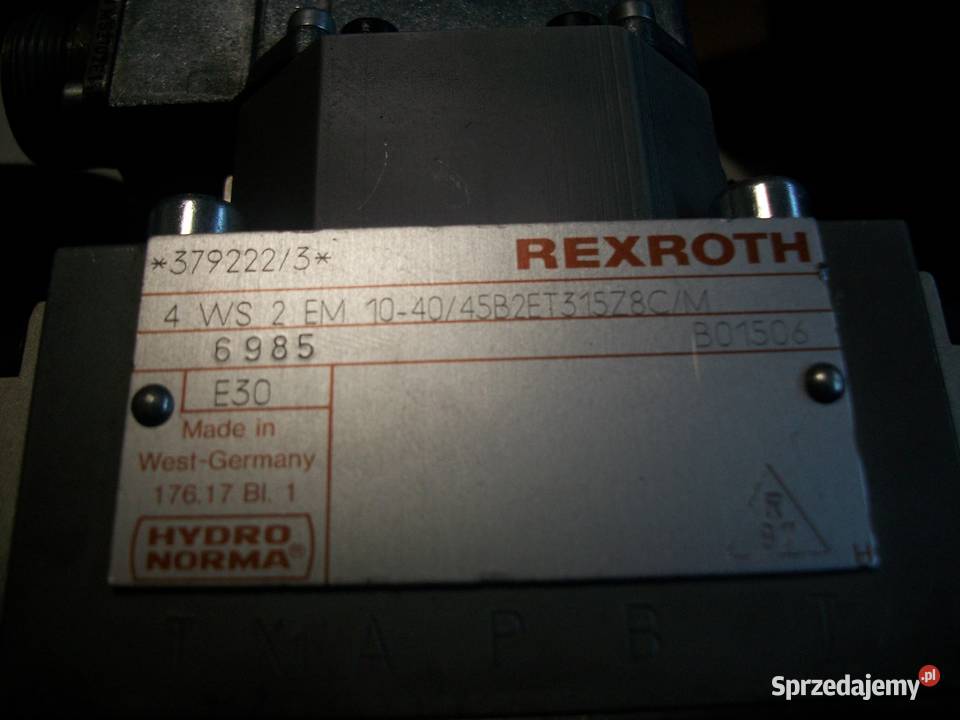 *379222/3*
REXROTH
4 WS 2 EM 10-40/45B2ET315Z8C/M
6985
B01506
E30
Made in
West-Germany
176.17 Bl. 1
HYDRO
NORMA®
H
T X A P B T
Sprzedajemy.pl